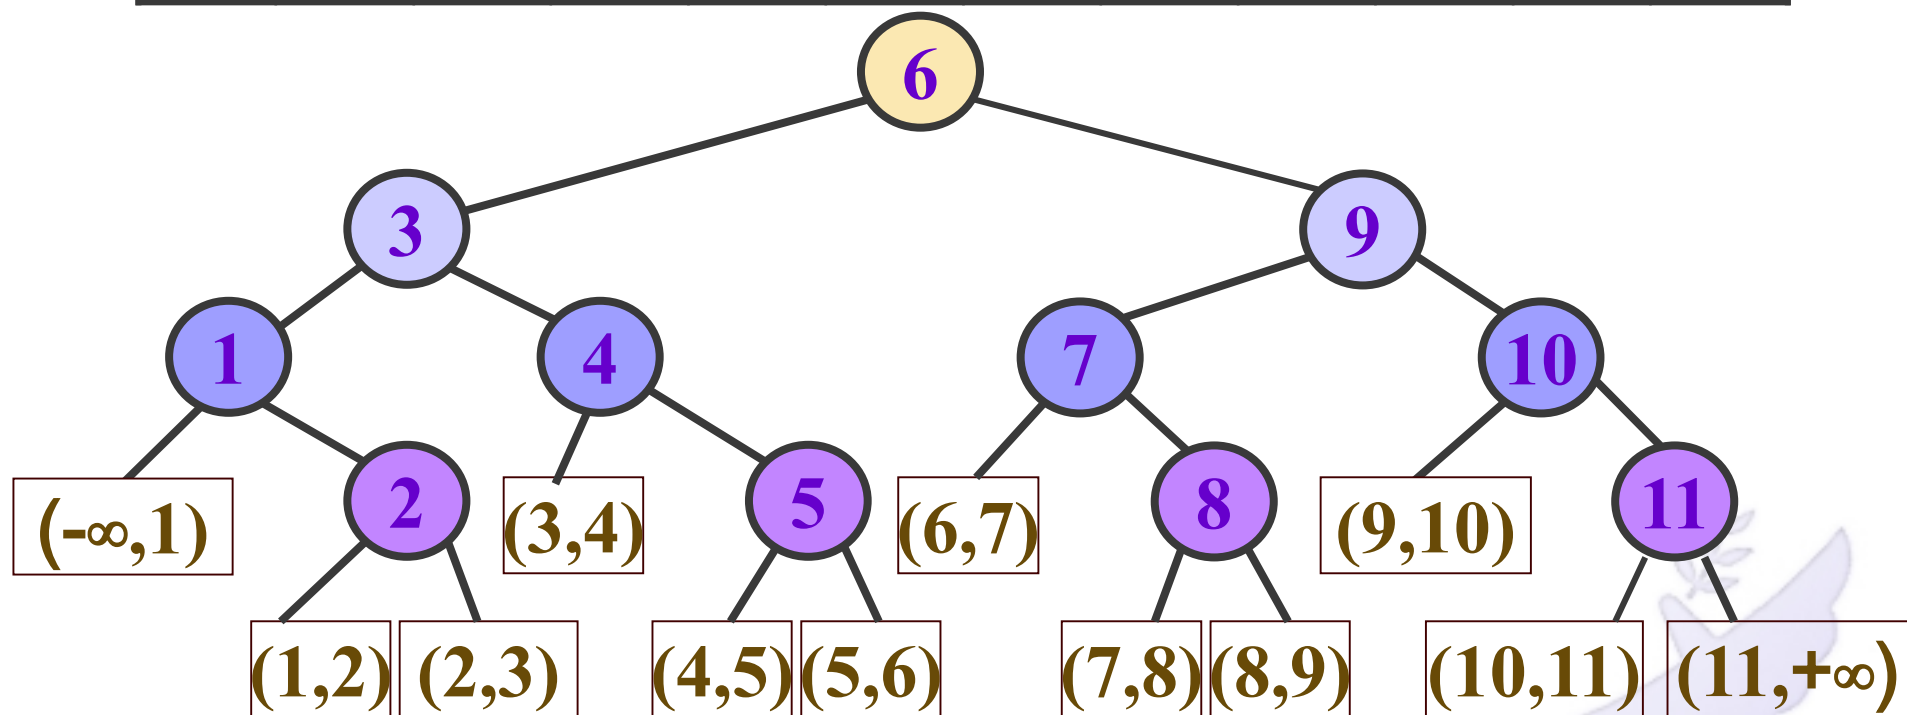 6
3 9
1 4 7 10
(-∞,1) 2 (3,4) 5 (6,7) 8 (9,10) 11
(1,2) (2,3) (4,5) (5,6) (7,8) (8,9) (10,11) (11,+∞)